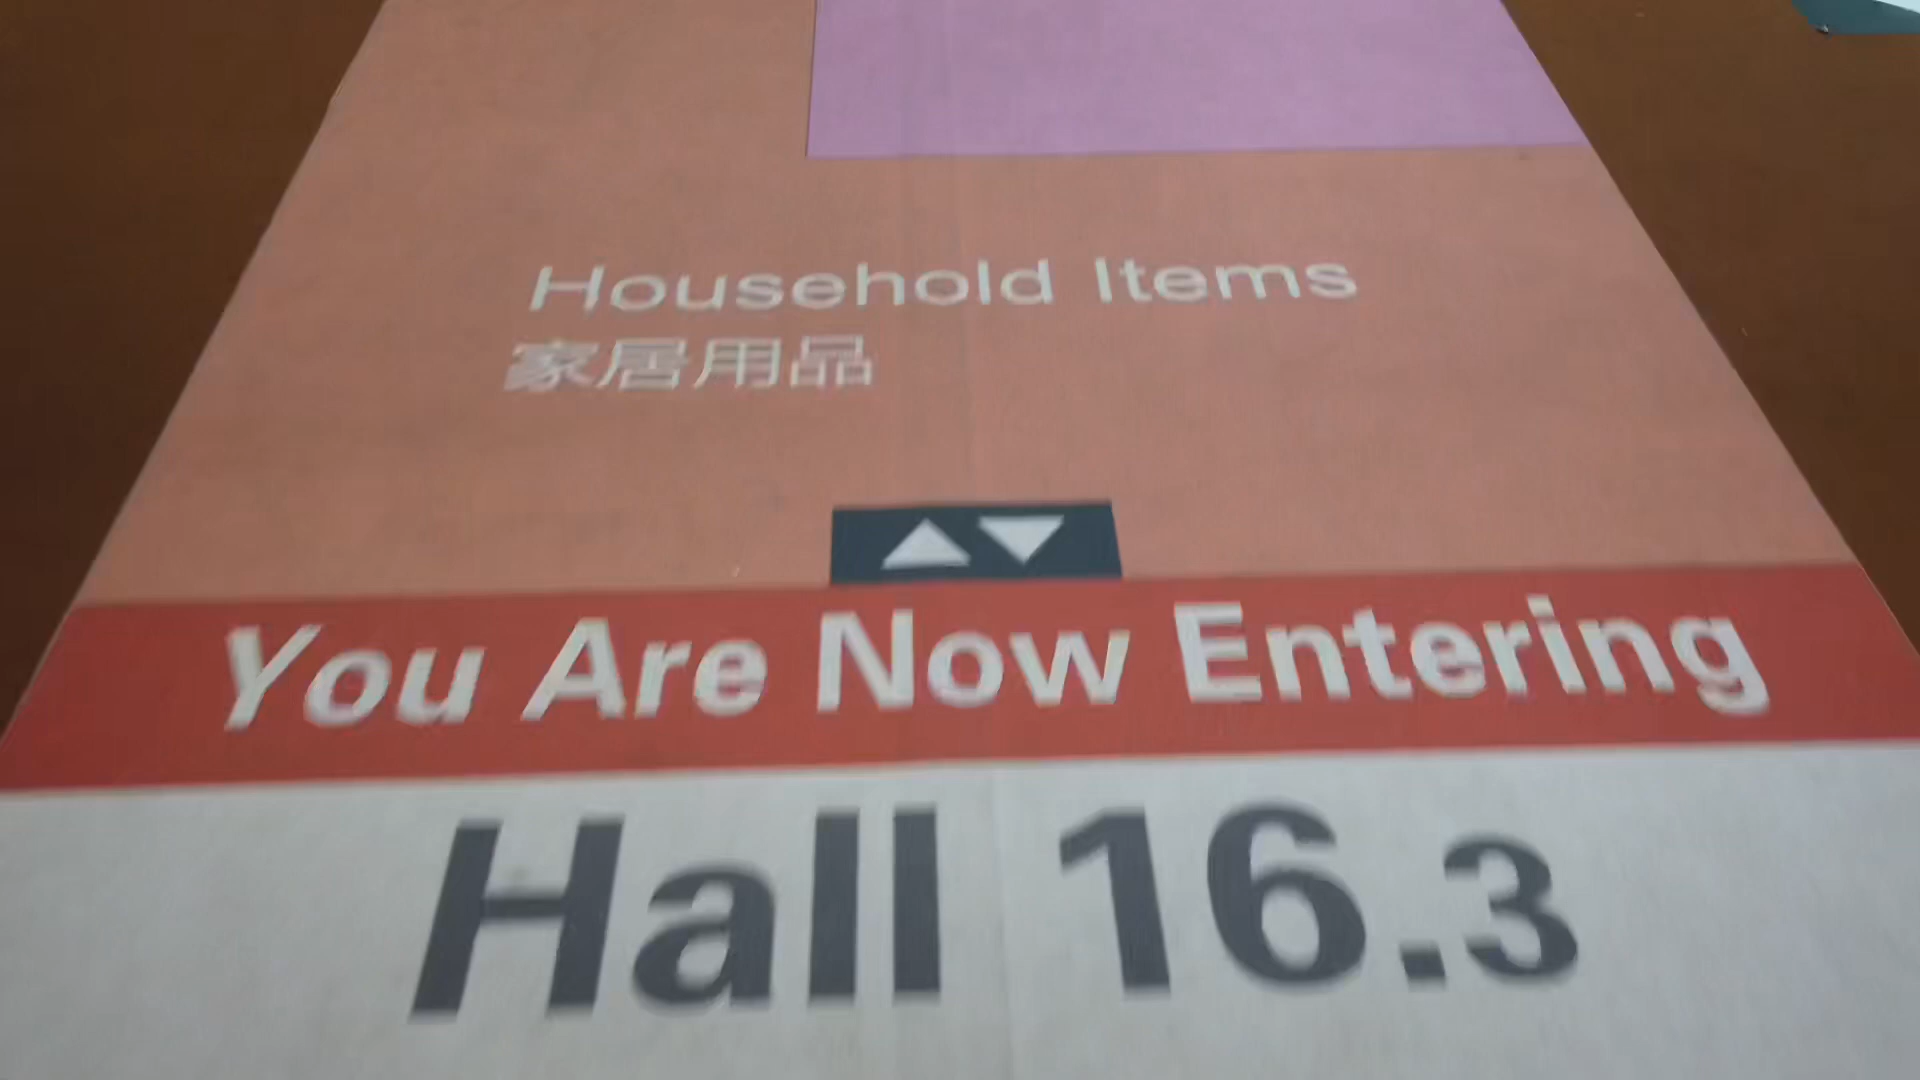 Household Items
家居用品
You Are Now Entering
Hall 16.3